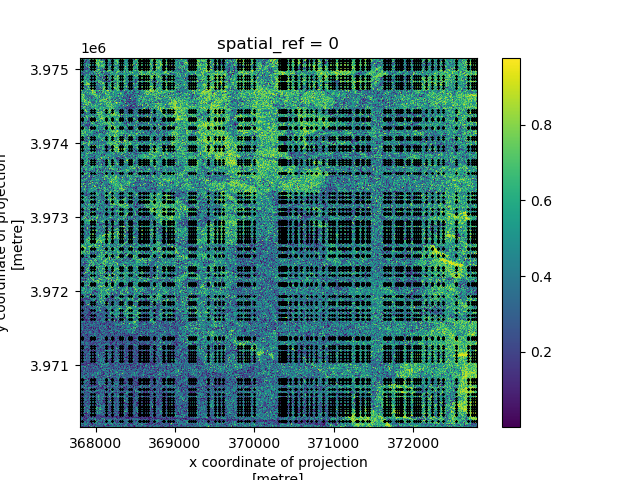 spatial_ref = 0
1e6
3.975
3.974
3.973
3.972
3.971
y coordinate of projection
[metre]
368000 369000 370000 371000 372000
x coordinate of projection
[metre]
0.8
0.6
0.4
0.2